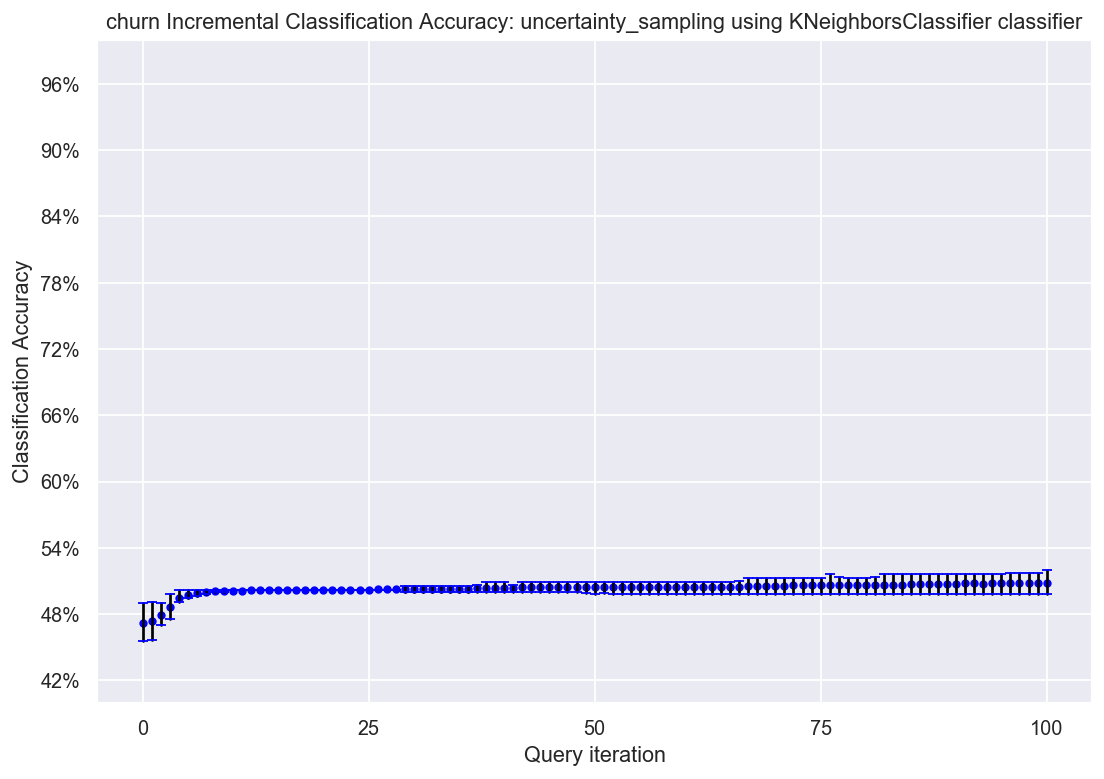 churn Incremental Classification Accuracy: uncertainty_sampling using KNeighborsClassifier classifier
96%
90%
84%
78%
72%
66%
60%
54%
48%
42%
Classification Accuracy
0 25 50 75 100
Query iteration